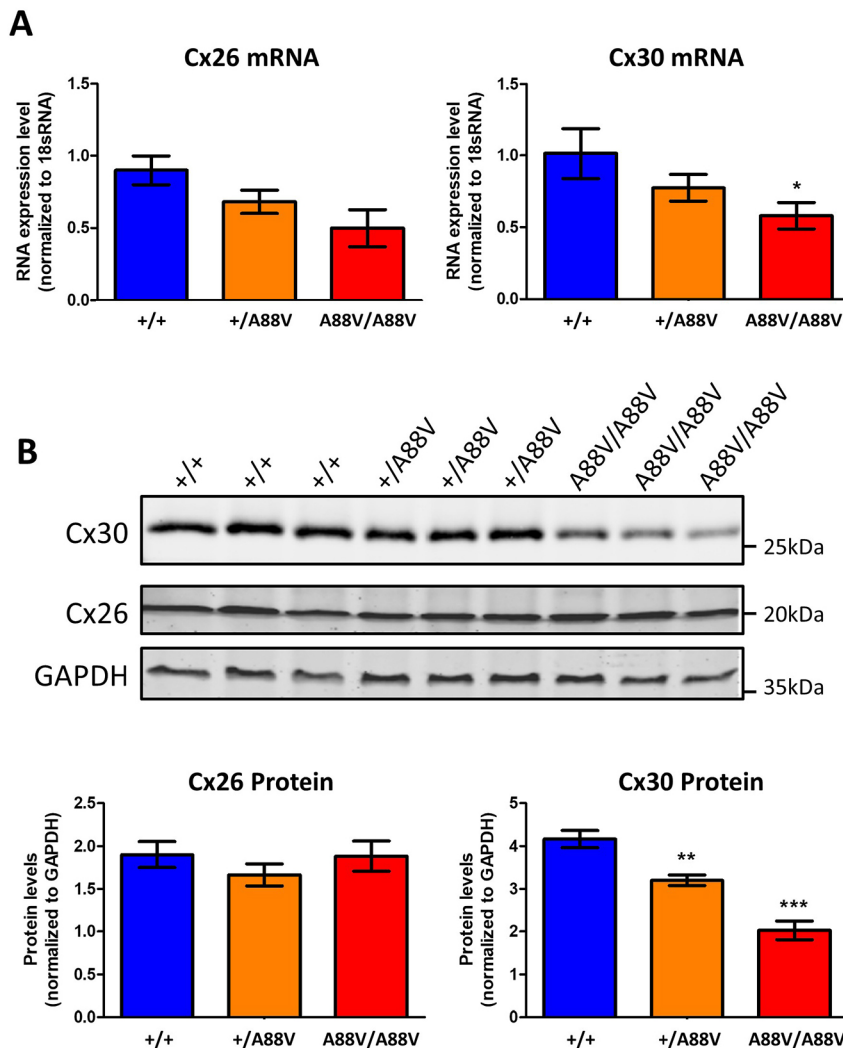 A
Cx26 mRNA
RNA expression level
(normalized to 18sRNA)
1.5
1.0
0.5
0.0
+/+ +/A88V A88V/A88V
Cx30 mRNA
RNA expression level
(normalized to 18sRNA)
1.5
1.0
0.5
0.0
*
+/+ +/A88V A88V/A88V
B
+/+ +/+ +/+ +/A88V +/A88V +/A88V A88V/A88V A88V/A88V A88V/A88V
Cx30
25kDa
Cx26
20kDa
GAPDH
35kDa
Cx26 Protein
Protein levels
(normalized to GAPDH)
2.5
2.0
1.5
1.0
0.5
0.0
+/+ +/A88V A88V/A88V
Cx30 Protein
Protein levels
(normalized to GAPDH)
5
4
3
2
1
0
**
***
+/+ +/A88V A88V/A88V